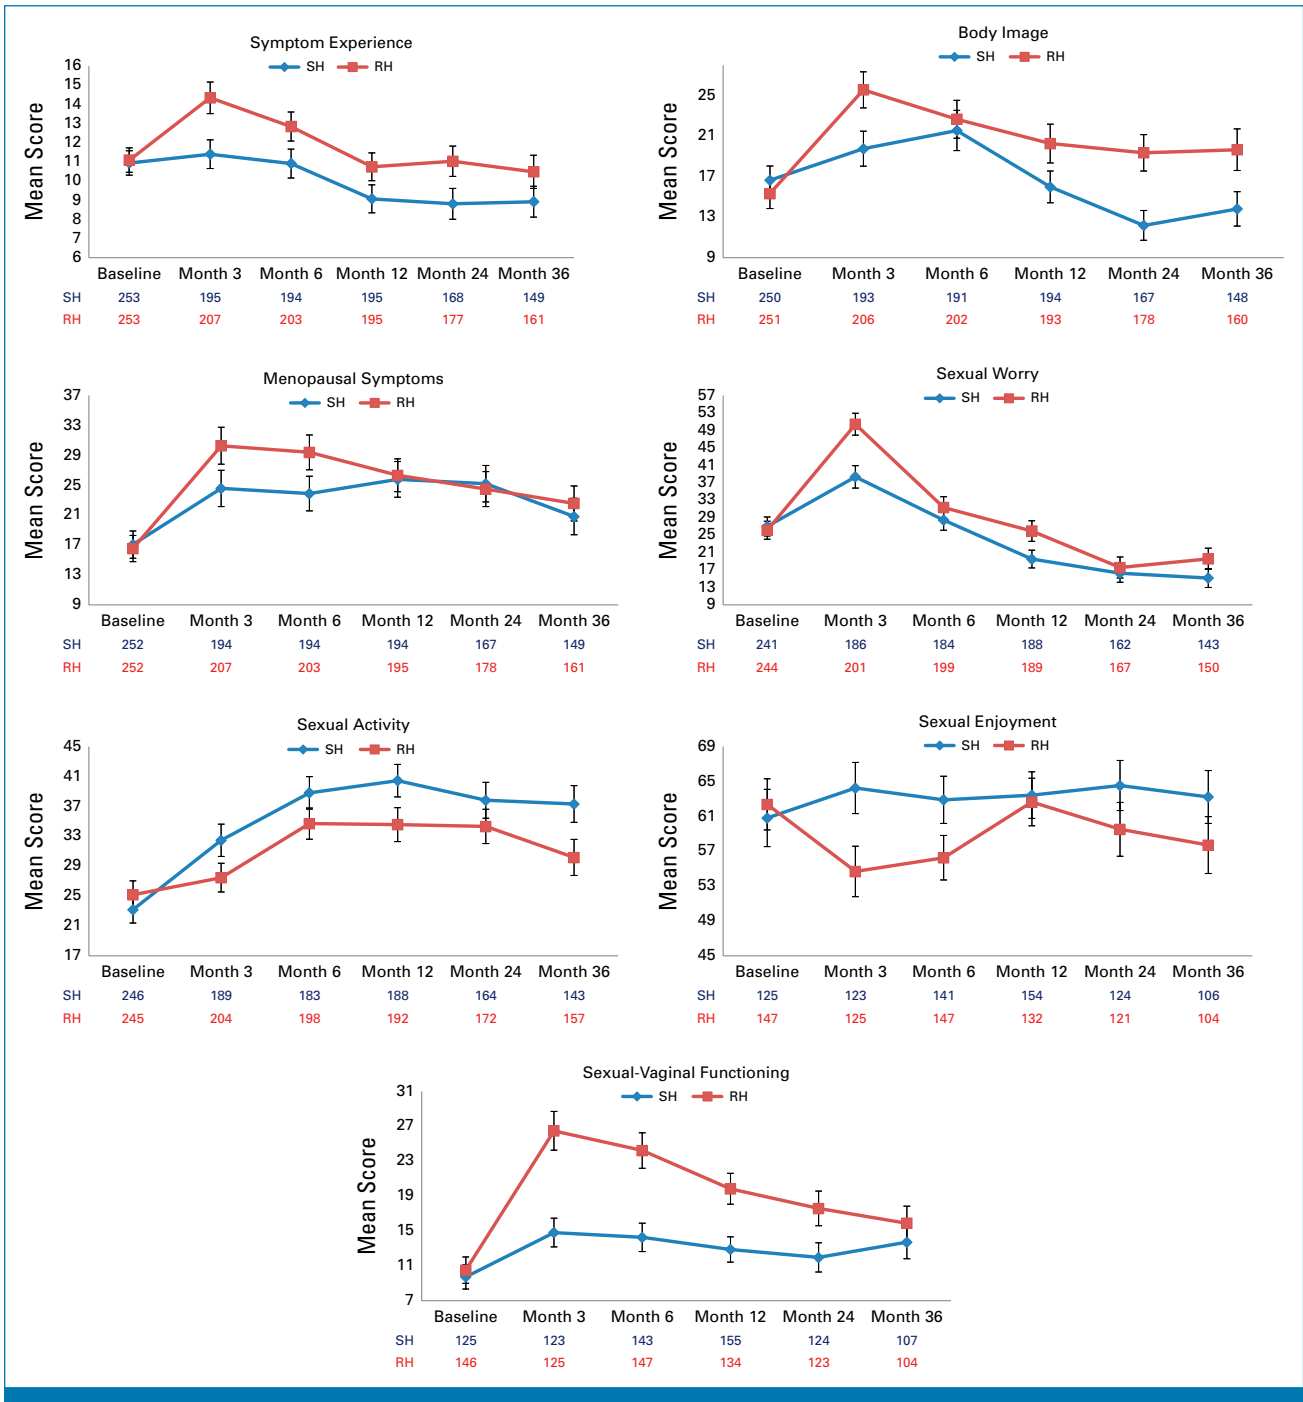 Symptom Experience
SH RH
Mean Score
16
15
14
13
12
11
10
9
8
7
6
Baseline Month 3 Month 6 Month 12 Month 24 Month 36
SH 253 195 194 195 168 149
RH 253 207 203 195 177 161
Body Image
SH RH
Mean Score
25
21
17
13
9
Baseline Month 3 Month 6 Month 12 Month 24 Month 36
SH 250 193 191 194 167 148
RH 251 206 202 193 178 160
Menopausal Symptoms
SH RH
Mean Score
37
33
29
25
21
17
13
9
Baseline Month 3 Month 6 Month 12 Month 24 Month 36
SH 252 194 194 194 167 149
RH 252 207 203 195 178 161
Sexual Worry
SH RH
Mean Score
57
53
49
45
41
37
33
29
25
21
17
13
9
Baseline Month 3 Month 6 Month 12 Month 24 Month 36
SH 241 186 184 188 162 143
RH 244 201 199 189 167 150
Sexual Activity
SH RH
Mean Score
45
41
37
33
29
25
21
17
Baseline Month 3 Month 6 Month 12 Month 24 Month 36
SH 246 189 183 188 164 143
RH 245 204 198 192 172 157
Sexual Enjoyment
SH RH
Mean Score
69
65
61
57
53
49
45
Baseline Month 3 Month 6 Month 12 Month 24 Month 36
SH 125 123 141 154 124 106
RH 147 125 147 132 121 104
Sexual-Vaginal Functioning
SH RH
Mean Score
31
27
23
19
15
11
7
Baseline Month 3 Month 6 Month 12 Month 24 Month 36
SH 125 123 143 155 124 107
RH 146 125 147 134 123 104